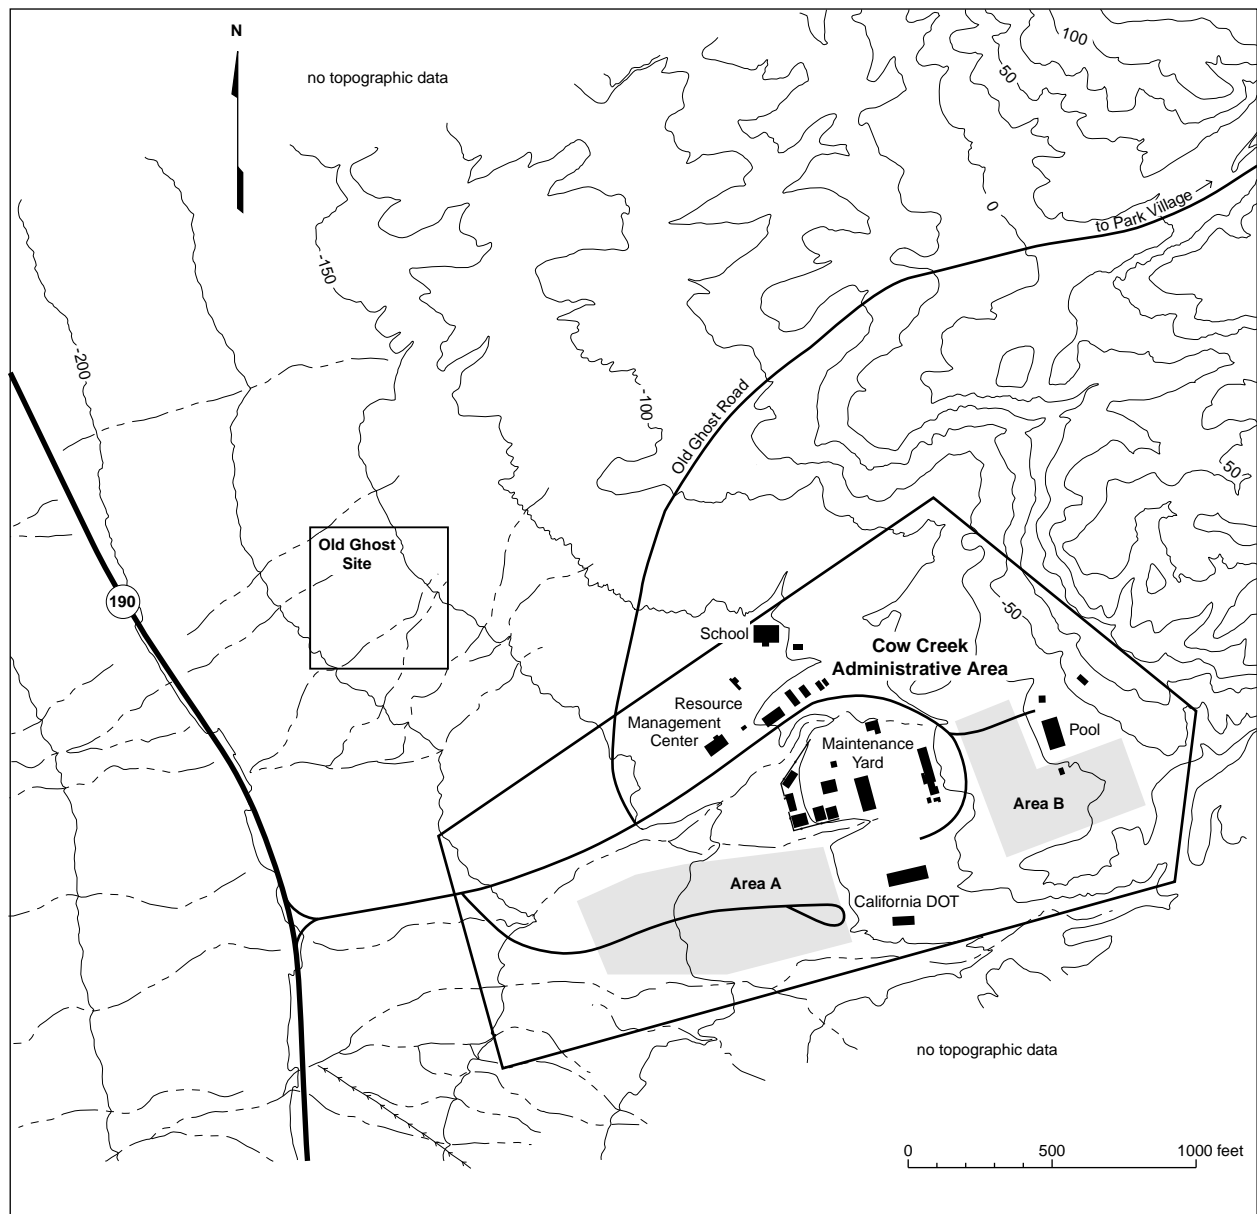 N
no topographic data
100
50
0
to Park Village
-150
-200
-100
Old Ghost Road
50
Old Ghost
Site
190
-50
School
Cow Creek
Administrative Area
Resource
Management
Center
Maintenance
Yard
Pool
Area B
Area A
California DOT
no topographic data
0 500 1000 feet